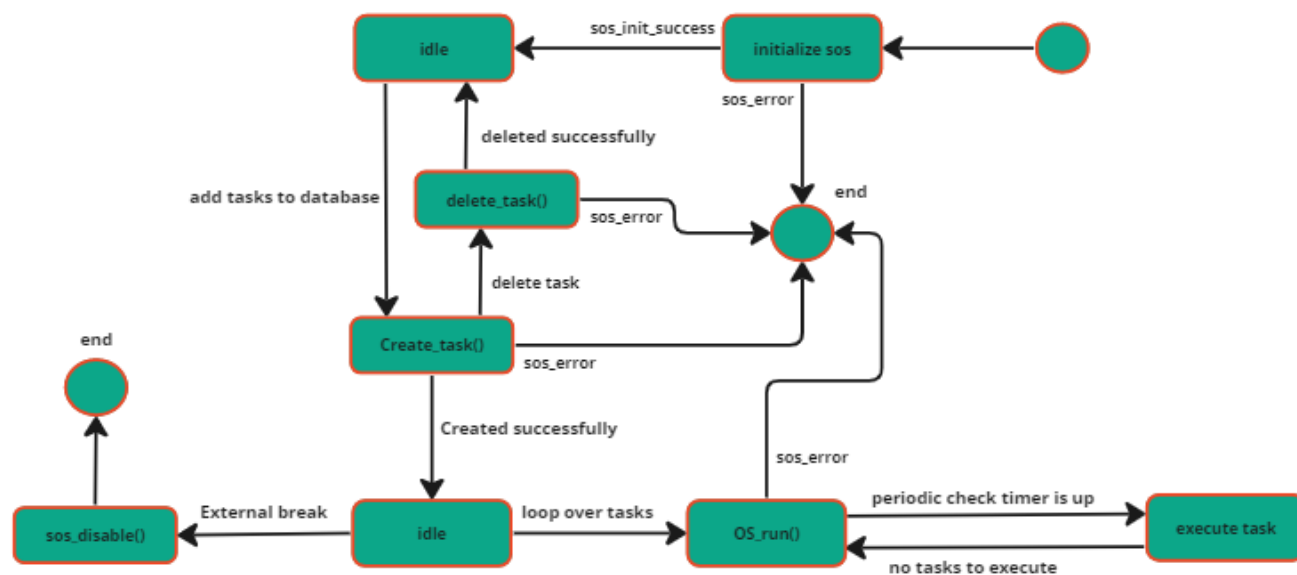 idle
sos_init_success
initialize sos
sos_error
deleted successfully
add tasks to database
delete_task()
sos_error
end
delete task
end
Create_task()
sos_error
Created successfully
sos_error
sos_disable()
External break
idle
loop over tasks
OS_run()
periodic check timer is up
execute task
no tasks to execute